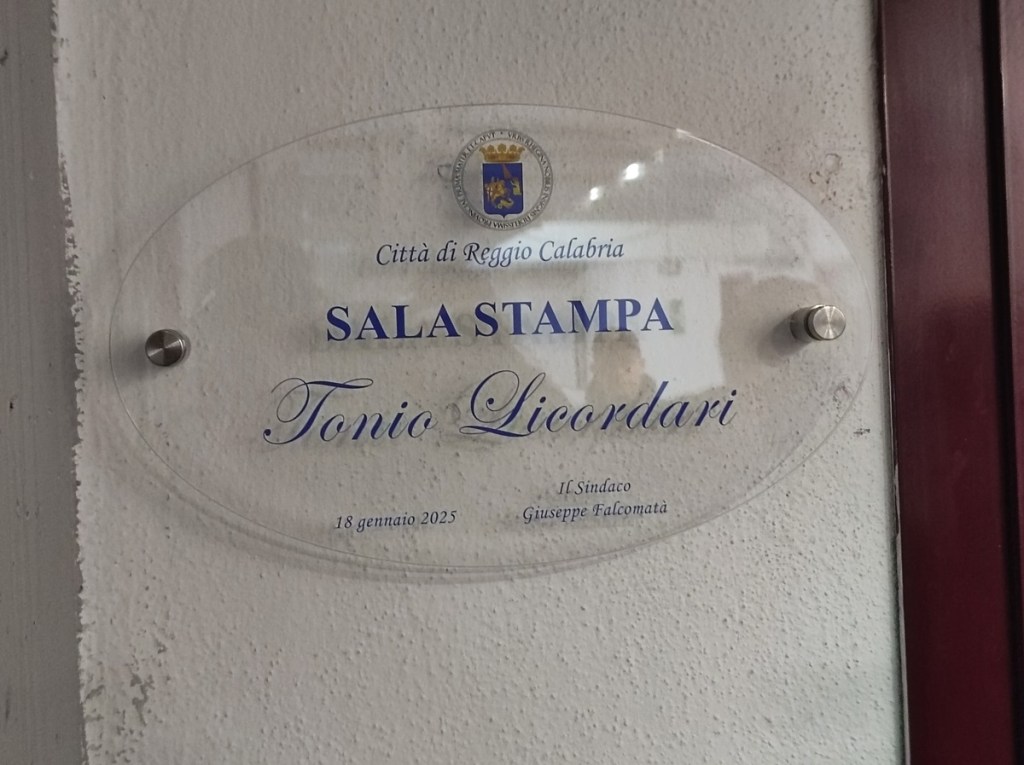 Città di Reggio Calabria
SALA STAMPA
Tonio Licordari
18 gennaio 2025
Il Sindaco
Giuseppe Falcomatà